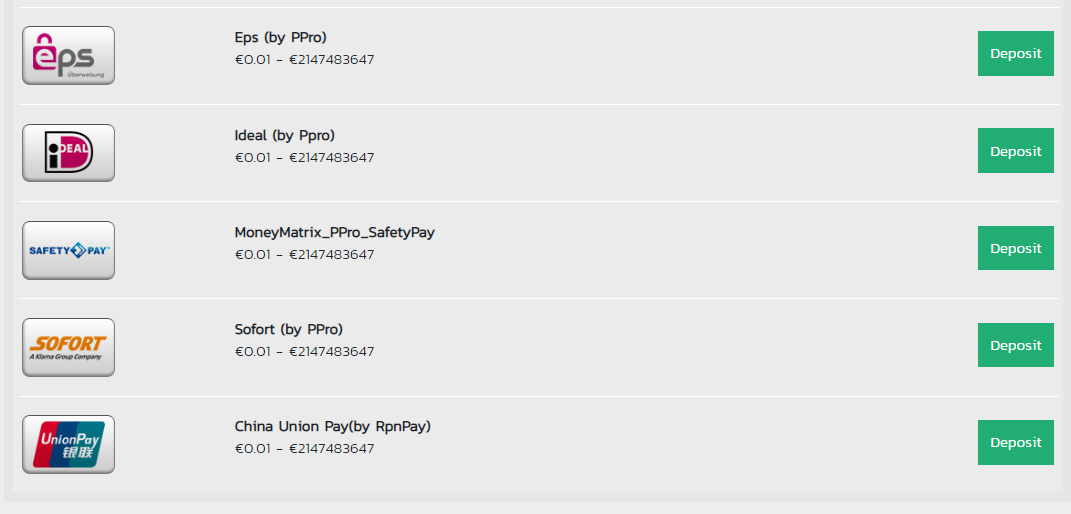 eps
Überweisung
Eps (by PPro)
€0.01 - €2147483647
Deposit
iDEAL
Ideal (by Ppro)
€0.01 - €2147483647
Deposit
SAFETYPAY™
MoneyMatrix_PPro_SafetyPay
€0.01 - €2147483647
Deposit
SOFORT
A Klarna Group Company
Sofort (by PPro)
€0.01 - €2147483647
Deposit
UnionPay
银联
China Union Pay(by RpnPay)
€0.01 - €2147483647
Deposit